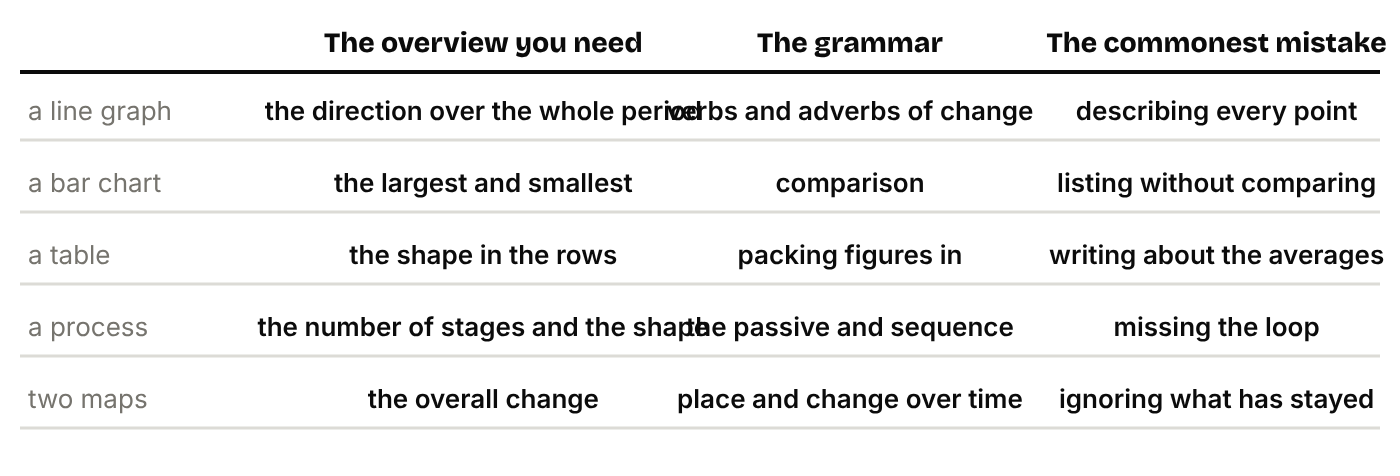 The overview you need The grammar The commonest mistake
a line graph the direction over the whole period verbs and adverbs of change describing every point
a bar chart the largest and smallest comparison listing without comparing
a table the shape in the rows packing figures in writing about the averages
a process the number of stages and the shape the passive and sequence missing the loop
two maps the overall change place and change over time ignoring what has stayed